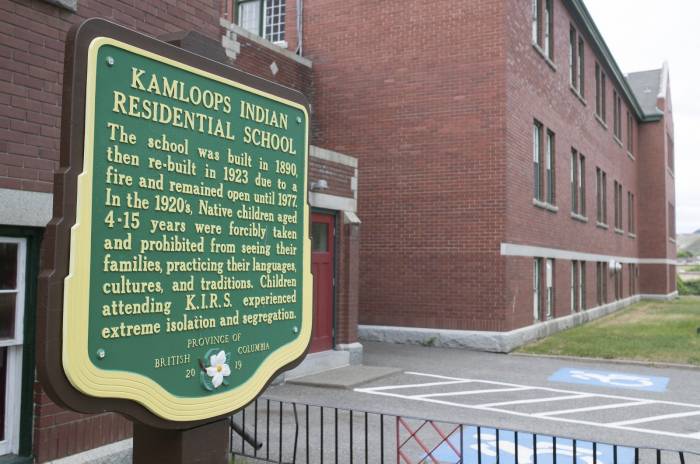 KAMLOOPS INDIAN
RESIDENTIAL SCHOOL
The school was built in 1890,
then re-built in 1923 due to a
fire and remained open until 1977.
In the 1920's, Native children aged
4-15 years were forcibly taken
and prohibited from seeing their
families, practicing their languages,
cultures, and traditions. Children
attending K.I.R.S. experienced
extreme isolation and segregation.
PROVINCE OF
BRITISH COLUMBIA
20 19